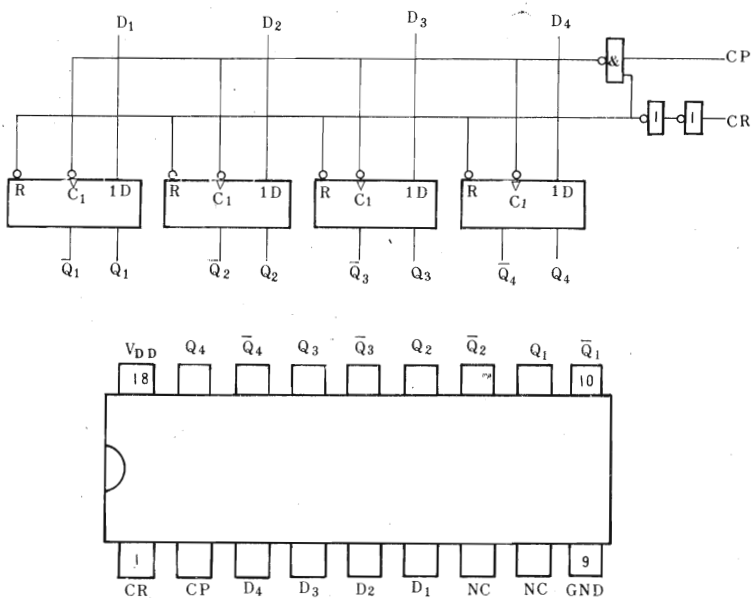 D₁ D₂ D₃ D₄
& CP
1 1 CR
R C₁ 1D R C₁ 1D R C₁ 1D R C₁ 1D
Q̅₁ Q₁ Q̅₂ Q₂ Q̅₃ Q₃ Q̅₄ Q₄
V_DD Q₄ Q̅₄ Q₃ Q̅₃ Q₂ Q̅₂ Q₁ Q̅₁
18 10
1 9
CR CP D₄ D₃ D₂ D₁ NC NC GND